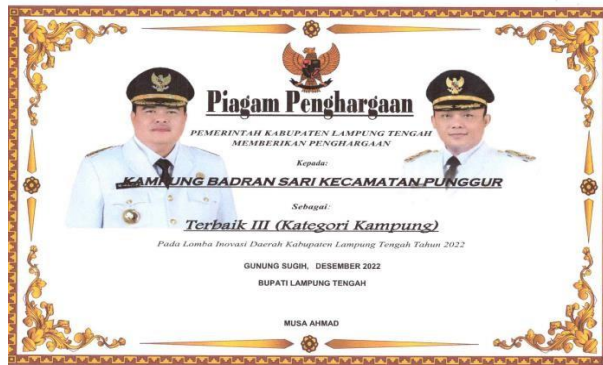 Piagam Penghargaan
PEMERINTAH KABUPATEN LAMPUNG TENGAH
MEMBERIKAN PENGHARGAAN
Kepada:
KAMPUNG BADRAN SARI KECAMATAN PUNGGUR
Sebagai:
Terbaik III (Kategori Kampung)
Pada Lomba Inovasi Daerah Kabupaten Lampung Tengah Tahun 2022
GUNUNG SUGIH, DESEMBER 2022
BUPATI LAMPUNG TENGAH
MUSA AHMAD